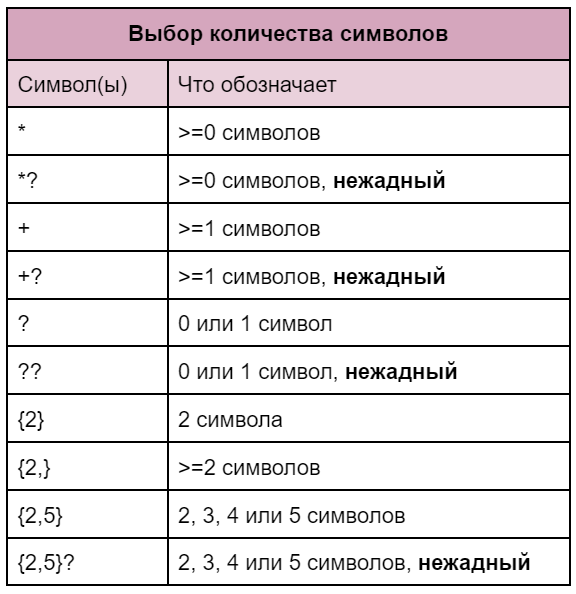 Выбор количества символов
Символ(ы) Что обозначает
* >=0 символов
*? >=0 символов, нежадный
+ >=1 символов
+? >=1 символов, нежадный
? 0 или 1 символ
?? 0 или 1 символ, нежадный
{2} 2 символа
{2,} >=2 символов
{2,5} 2, 3, 4 или 5 символов
{2,5}? 2, 3, 4 или 5 символов, нежадный